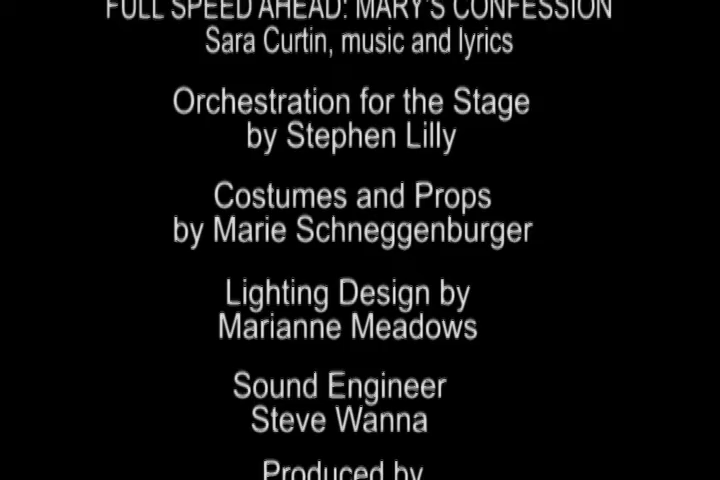 FULL SPEED AHEAD: MARY'S CONFESSION
Sara Curtin, music and lyrics
Orchestration for the Stage
by Stephen Lilly
Costumes and Props
by Marie Schneggenburger
Lighting Design by
Marianne Meadows
Sound Engineer
Steve Wanna
Produced by